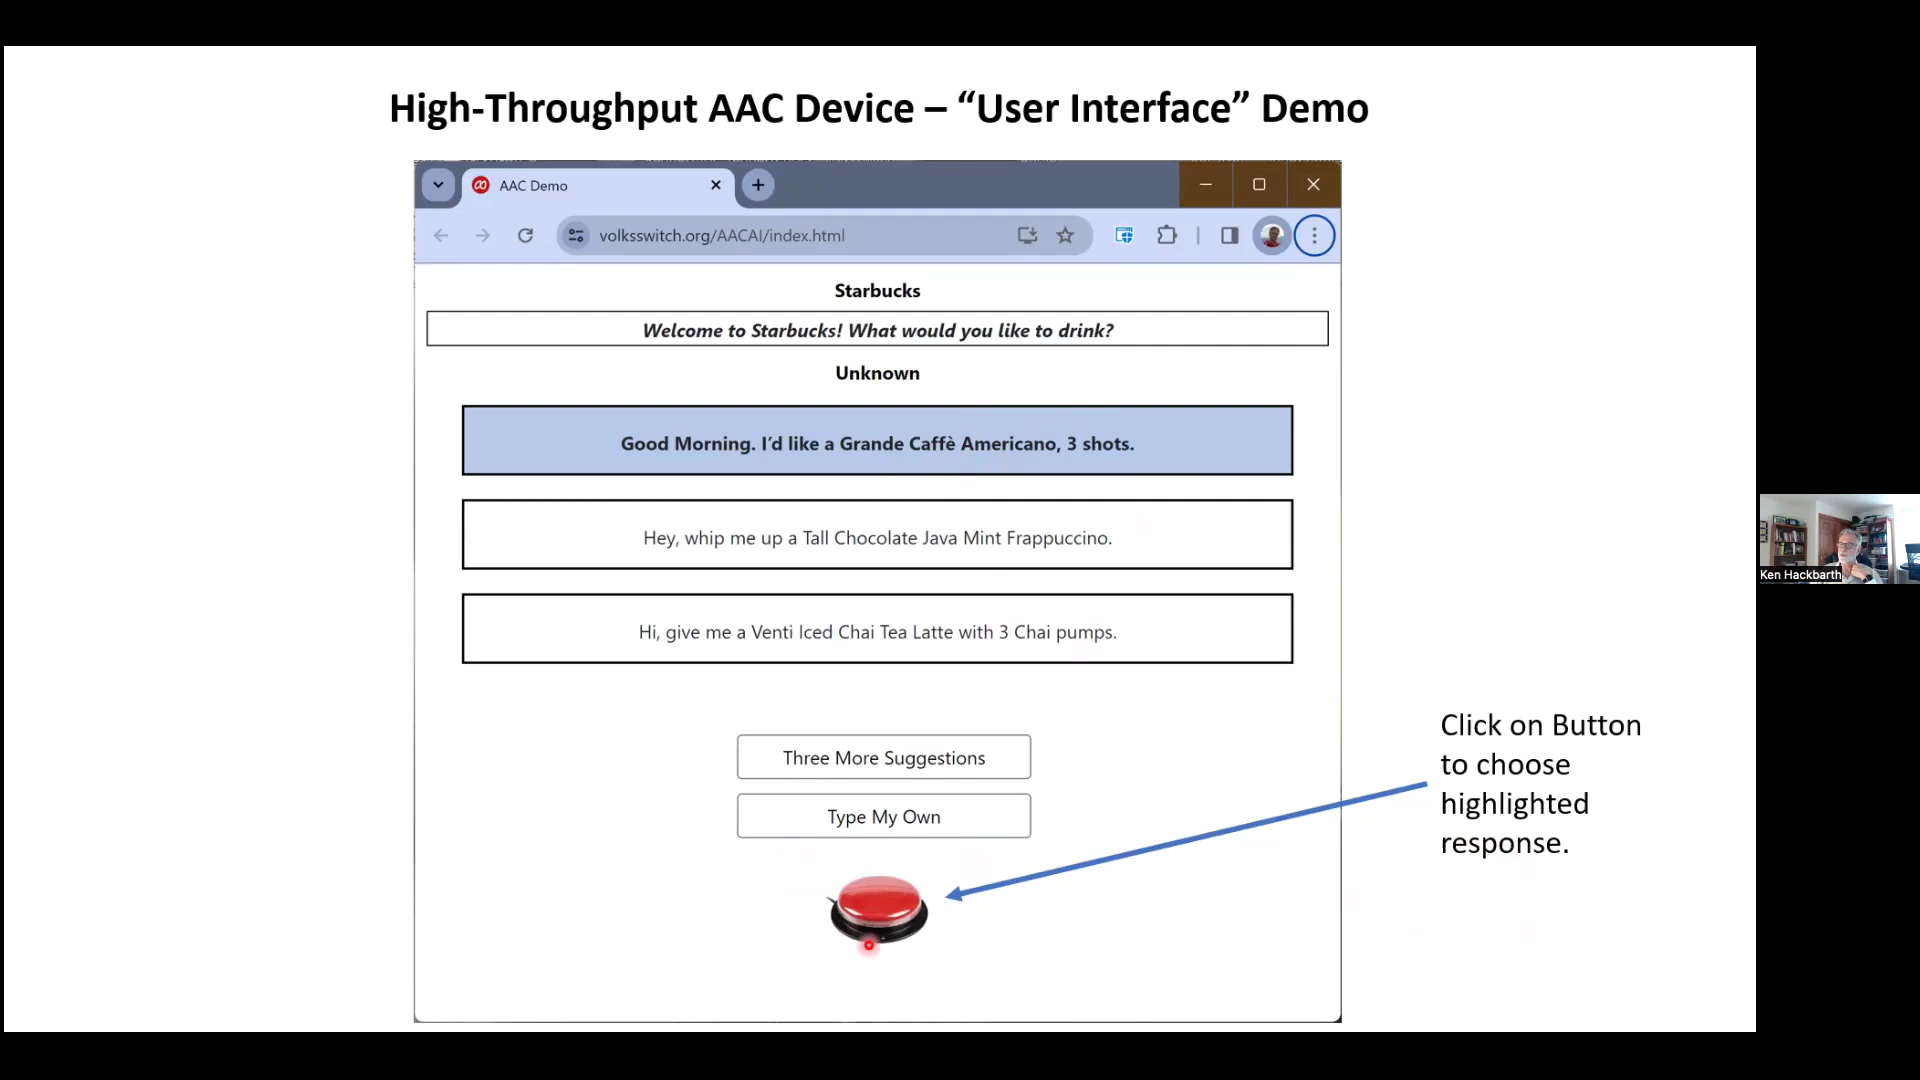 High-Throughput AAC Device – “User Interface” Demo
AAC Demo
volksswitch.org/AACAI/index.html
Starbucks
Welcome to Starbucks! What would you like to drink?
Unknown
Good Morning. I’d like a Grande Caffè Americano, 3 shots.
Hey, whip me up a Tall Chocolate Java Mint Frappuccino.
Hi, give me a Venti Iced Chai Tea Latte with 3 Chai pumps.
Three More Suggestions
Type My Own
Click on Button
to choose
highlighted
response.
Ken Hackbarth